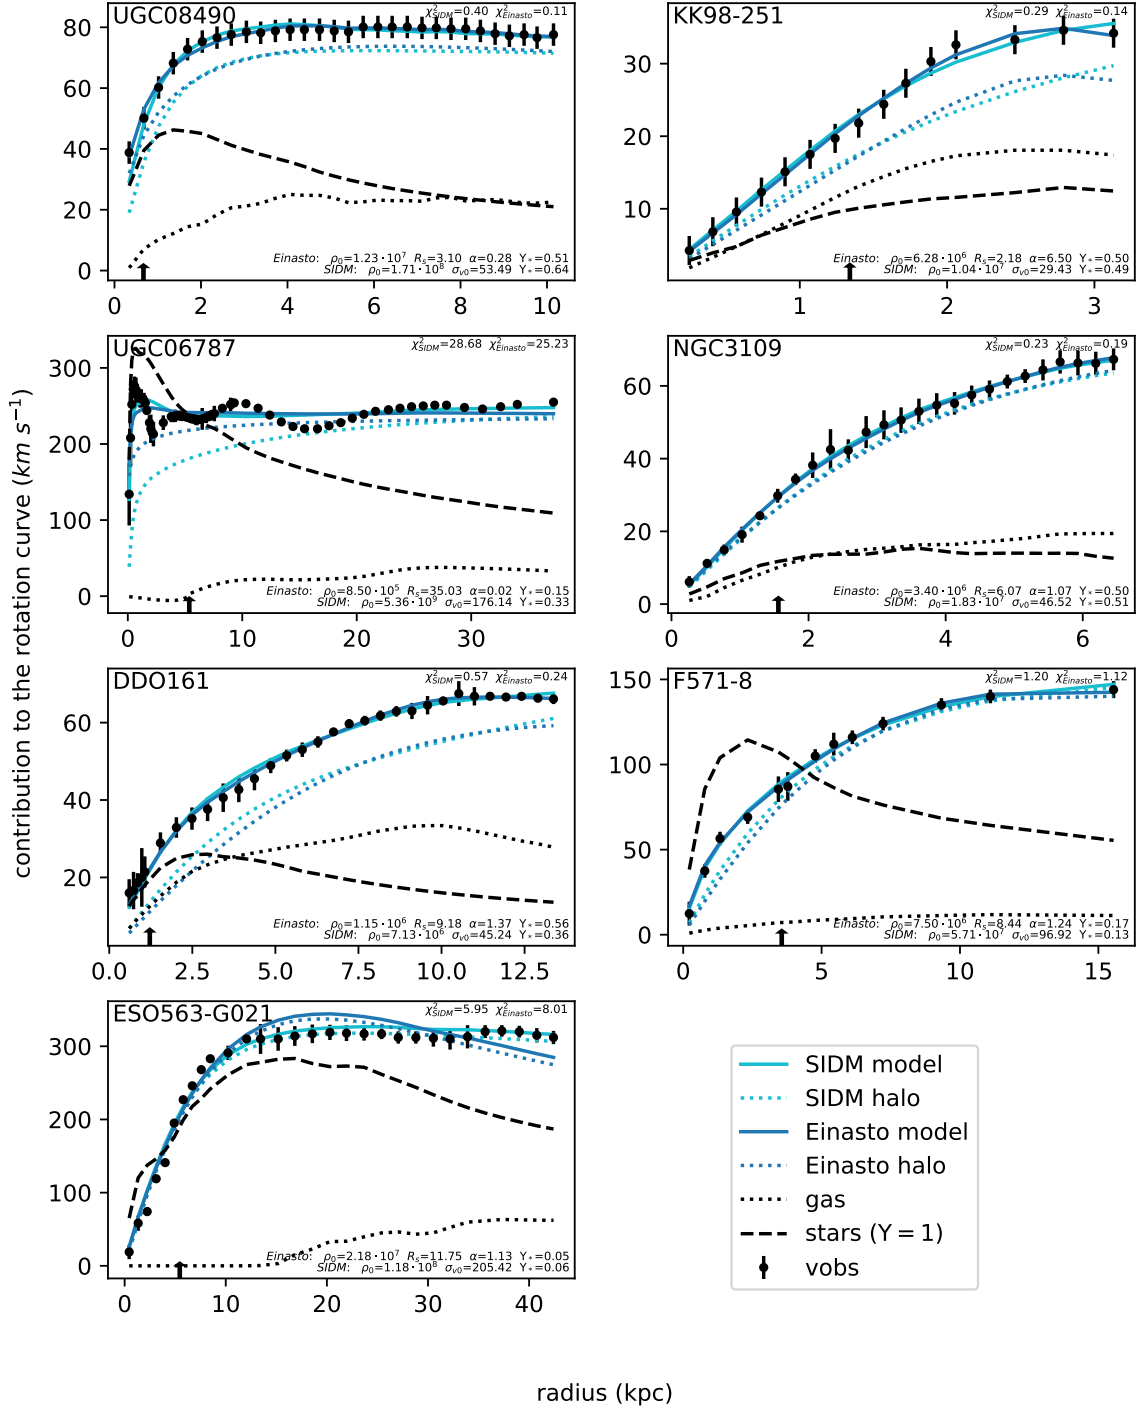 UGC08490
χ²SIDM=0.40 χ²Einasto=0.11
80
60
40
20
0
Einasto: ρ₀=1.23·10⁷ Rₛ=3.10 α=0.28 Υ*=0.51
SIDM: ρ₀=1.71·10⁸ σᵥ₀=53.49 Υ*=0.64
0 2 4 6 8 10
KK98-251
χ²SIDM=0.29 χ²Einasto=0.14
30
20
10
Einasto: ρ₀=6.28·10⁶ Rₛ=2.18 α=6.50 Υ*=0.50
SIDM: ρ₀=1.04·10⁷ σᵥ₀=29.43 Υ*=0.49
1 2 3
UGC06787
χ²SIDM=28.68 χ²Einasto=25.23
300
200
100
0
Einasto: ρ₀=8.50·10⁵ Rₛ=35.03 α=0.02 Υ*=0.15
SIDM: ρ₀=5.36·10⁹ σᵥ₀=176.14 Υ*=0.33
0 10 20 30
NGC3109
χ²SIDM=0.23 χ²Einasto=0.19
60
40
20
0
Einasto: ρ₀=3.40·10⁶ Rₛ=6.07 α=1.07 Υ*=0.50
SIDM: ρ₀=1.83·10⁷ σᵥ₀=46.52 Υ*=0.51
0 2 4 6
contribution to the rotation curve (km s⁻¹)
DDO161
χ²SIDM=0.57 χ²Einasto=0.24
60
40
20
Einasto: ρ₀=1.15·10⁶ Rₛ=9.18 α=1.37 Υ*=0.56
SIDM: ρ₀=7.13·10⁶ σᵥ₀=45.24 Υ*=0.36
0.0 2.5 5.0 7.5 10.0 12.5
F571-8
χ²SIDM=1.20 χ²Einasto=1.12
150
100
50
0
Einasto: ρ₀=7.50·10⁶ Rₛ=8.44 α=1.24 Υ*=0.17
SIDM: ρ₀=5.71·10⁷ σᵥ₀=96.92 Υ*=0.13
0 5 10 15
ESO563-G021
χ²SIDM=5.95 χ²Einasto=8.01
300
200
100
0
Einasto: ρ₀=2.18·10⁷ Rₛ=11.75 α=1.13 Υ*=0.05
SIDM: ρ₀=1.18·10⁸ σᵥ₀=205.42 Υ*=0.06
0 10 20 30 40
SIDM model
SIDM halo
Einasto model
Einasto halo
gas
stars (Υ = 1)
vobs
radius (kpc)